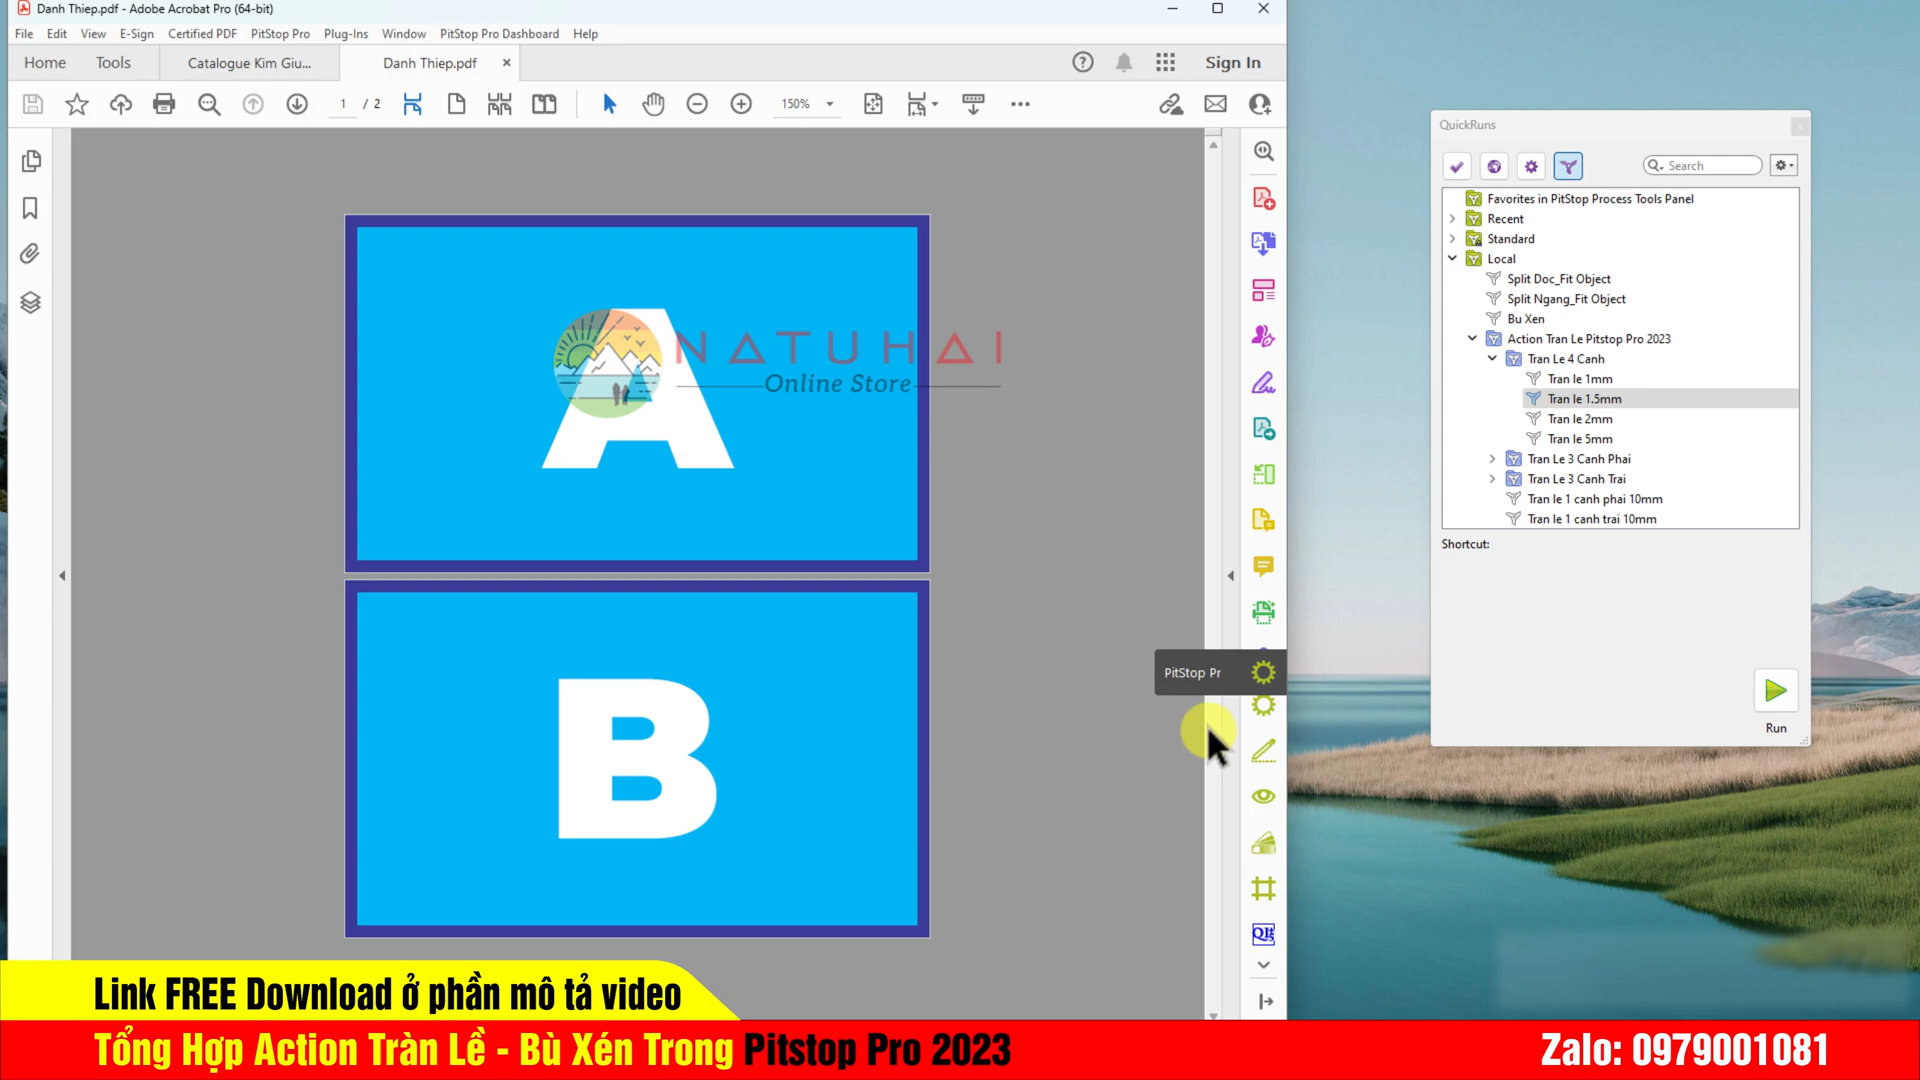 Danh Thiep.pdf - Adobe Acrobat Pro (64-bit)
File Edit View E-Sign Certified PDF PitStop Pro Plug-Ins Window PitStop Pro Dashboard Help
Home Tools Catalogue Kim Giu... Danh Thiep.pdf Sign In
1 / 2 150%
A
NATUHAI
Online Store
B
PitStop Pr
QI
QuickRuns
Search
Favorites in PitStop Process Tools Panel
Recent
Standard
Local
Split Doc_Fit Object
Split Ngang_Fit Object
Bu Xen
Action Tran Le Pitstop Pro 2023
Tran Le 4 Canh
Tran le 1mm
Tran le 1.5mm
Tran le 2mm
Tran le 5mm
Tran Le 3 Canh Phai
Tran Le 3 Canh Trai
Tran le 1 canh phai 10mm
Tran le 1 canh trai 10mm
Shortcut:
Run
Link FREE Download ở phần mô tả video
Tổng Hợp Action Tràn Lề - Bù Xén Trong Pitstop Pro 2023
Zalo: 0979001081